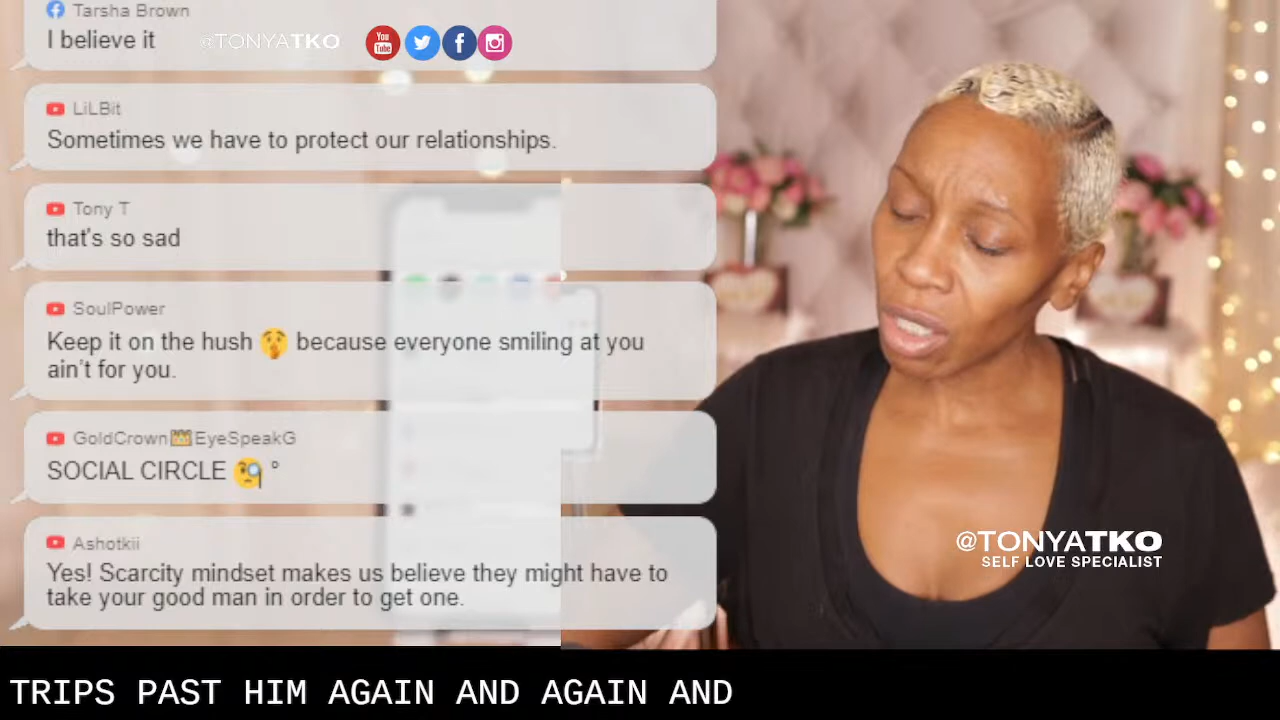 Tarsha Brown
I believe it
@TONYATKO
You
Tube
LiLBit
Sometimes we have to protect our relationships.
Tony T
that's so sad
SoulPower
Keep it on the hush 🤫 because everyone smiling at you
ain't for you.
GoldCrown👑EyeSpeakG
SOCIAL CIRCLE 🧐 °
Ashotkii
Yes! Scarcity mindset makes us believe they might have to
take your good man in order to get one.
@TONYATKO
SELF LOVE SPECIALIST
TRIPS PAST HIM AGAIN AND AGAIN AND